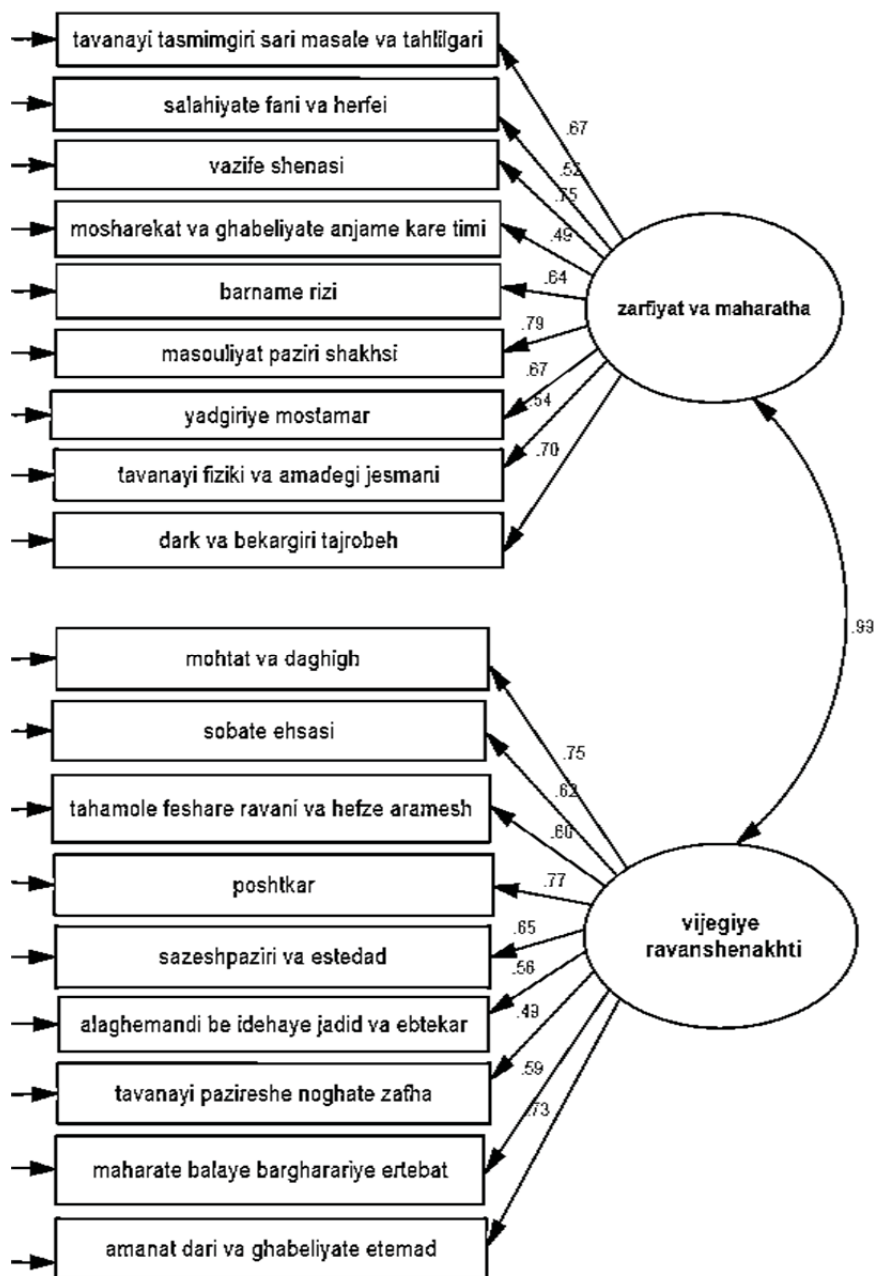 tavanayi tasmimgiri sari masale va tahlilgari
.67
salahiyate fani va herfei
.52
vazife shenasi
.75
mosharekat va ghabeliyate anjame kare timi
.49
barname rizi
.64
zarfiyat va maharatha
masouliyat paziri shakhsi
.79
yadgiriye mostamar
.67
tavanayi fiziki va amadegi jesmani
.54
dark va bekargiri tajrobeh
.70
.99
mohtat va daghigh
.75
sobate ehsasi
.62
tahamole feshare ravani va hefze aramesh
.60
poshtkar
.77
vijegiye
ravanshenakhti
sazeshpaziri va estedad
.65
alaghemandi be idehaye jadid va ebtekar
.56
tavanayi pazireshe noghate zafha
.49
maharate balaye bargharariye ertebat
.59
amanat dari va ghabeliyate etemad
.73